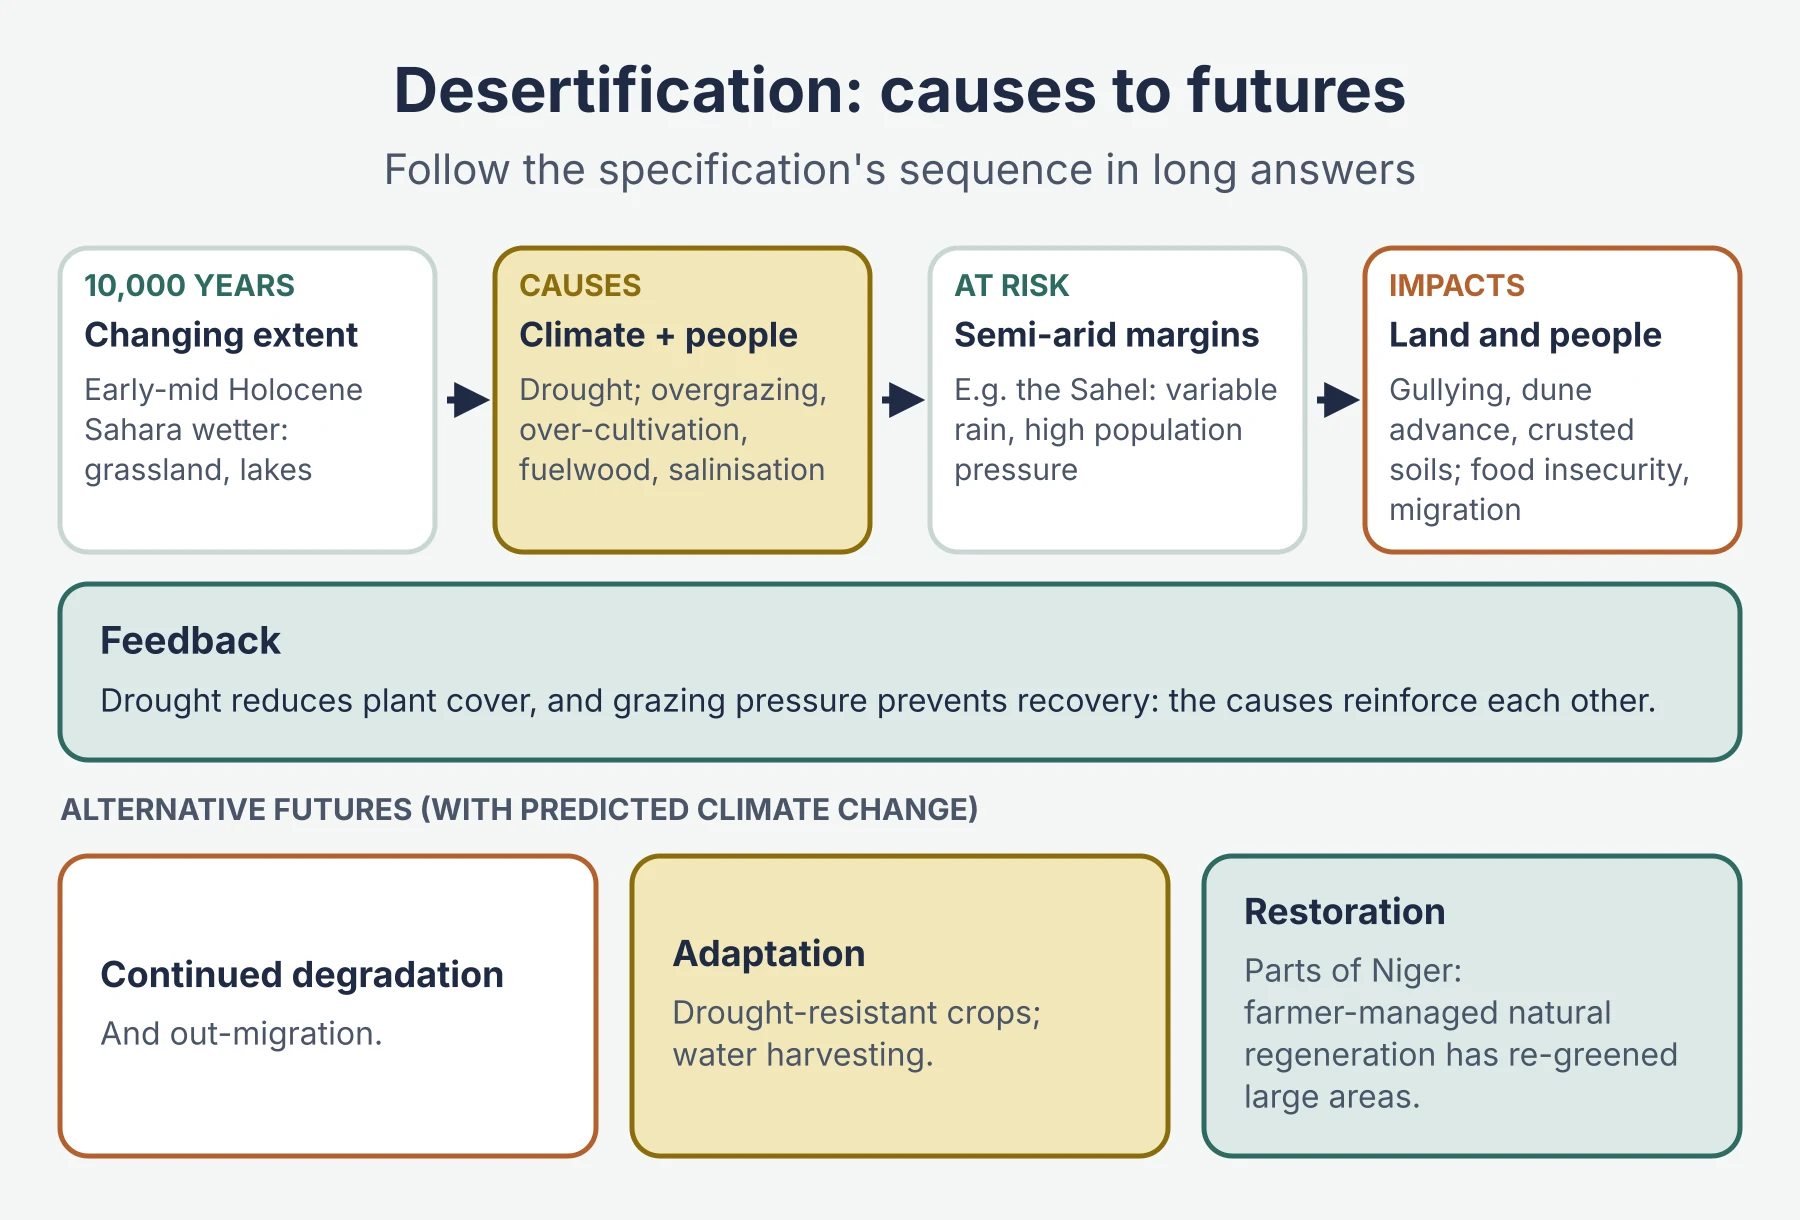 Desertification: causes to futures
Follow the specification's sequence in long answers
10,000 YEARS
Changing extent
Early-mid Holocene
Sahara wetter:
grassland, lakes
CAUSES
Climate + people
Drought; overgrazing,
over-cultivation,
fuelwood, salinisation
AT RISK
Semi-arid margins
E.g. the Sahel: variable
rain, high population
pressure
IMPACTS
Land and people
Gullying, dune
advance, crusted
soils; food insecurity,
migration
Feedback
Drought reduces plant cover, and grazing pressure prevents recovery: the causes reinforce each other.
ALTERNATIVE FUTURES (WITH PREDICTED CLIMATE CHANGE)
Continued degradation
And out-migration.
Adaptation
Drought-resistant crops;
water harvesting.
Restoration
Parts of Niger:
farmer-managed natural
regeneration has re-greened
large areas.